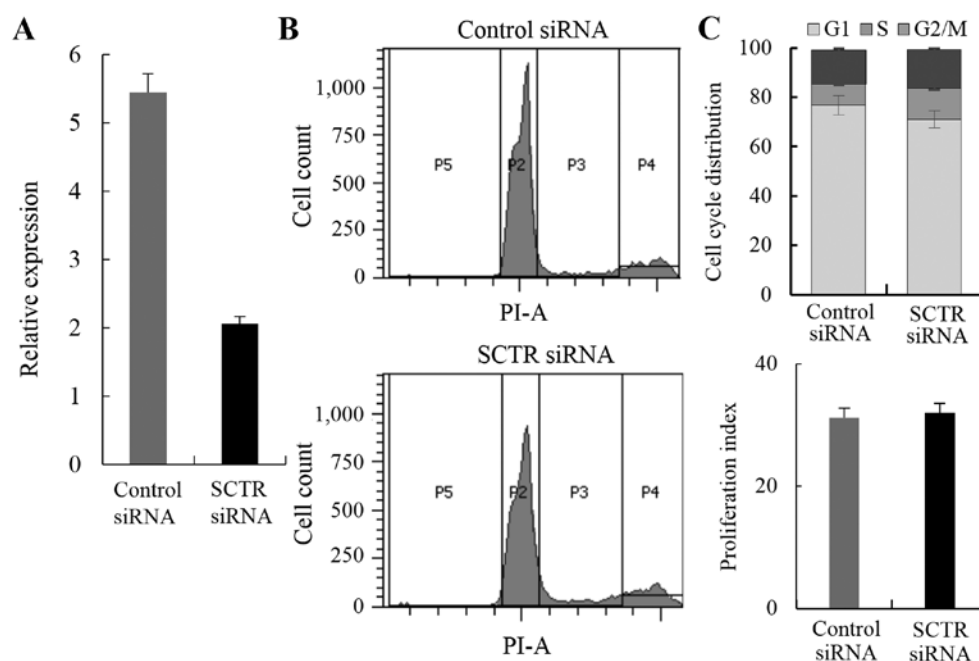 A
Relative expression
6
5
4
3
2
1
0
Control
siRNA
SCTR
siRNA
B
Control siRNA
Cell count
1,000
750
500
250
0
P5
P2
P3
P4
PI-A
SCTR siRNA
Cell count
1,000
750
500
250
0
P5
P2
P3
P4
PI-A
C
G1 S G2/M
Cell cycle distribution
100
80
60
40
20
0
Control
siRNA
SCTR
siRNA
Proliferation index
40
20
0
Control
siRNA
SCTR
siRNA